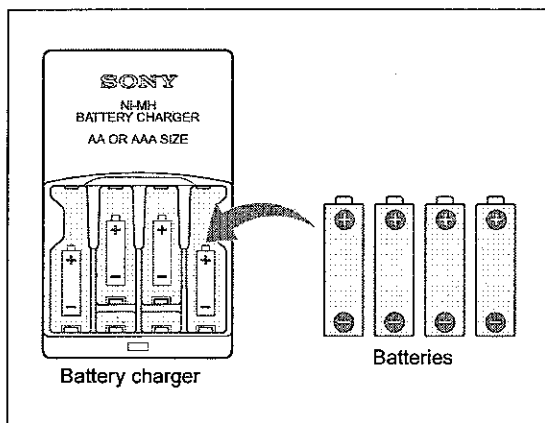 SONY
Ni-MH
BATTERY CHARGER
AA OR AAA SIZE
+ + + +
- - - -
+ + + +
- - - -
Battery charger
Batteries